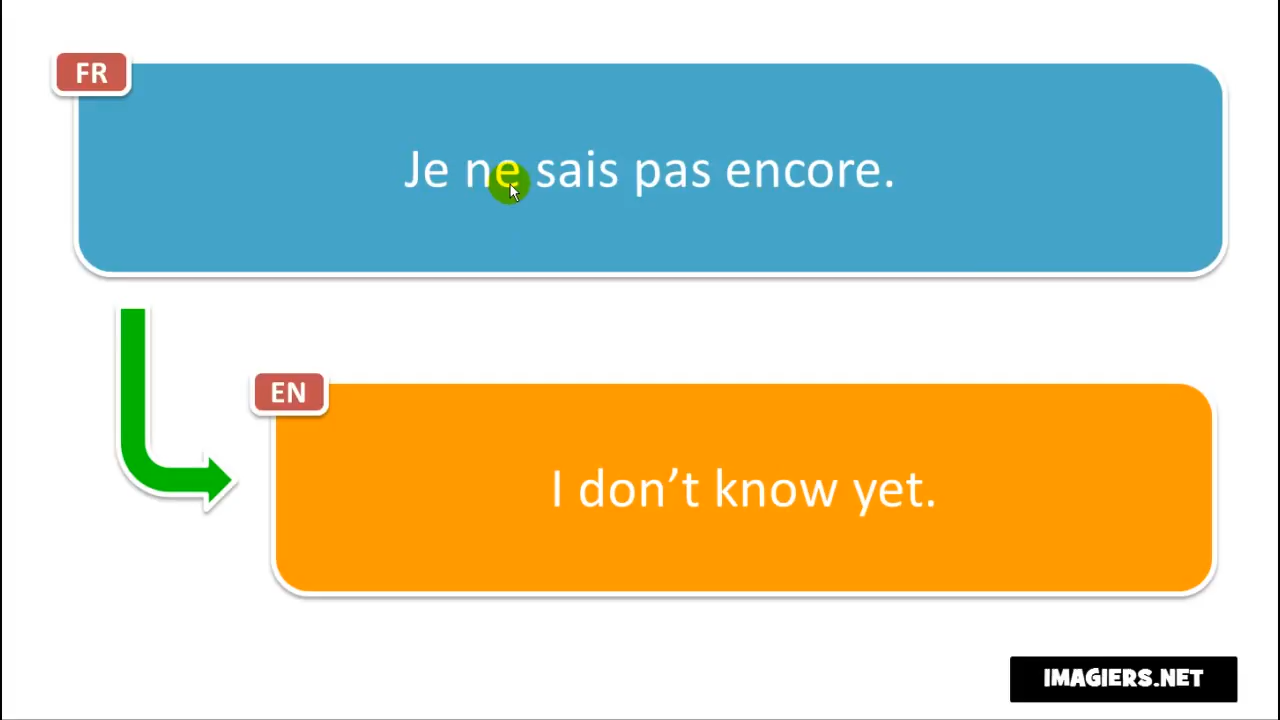 FR
Je ne sais pas encore.
EN
I don’t know yet.
IMAGIERS.NET